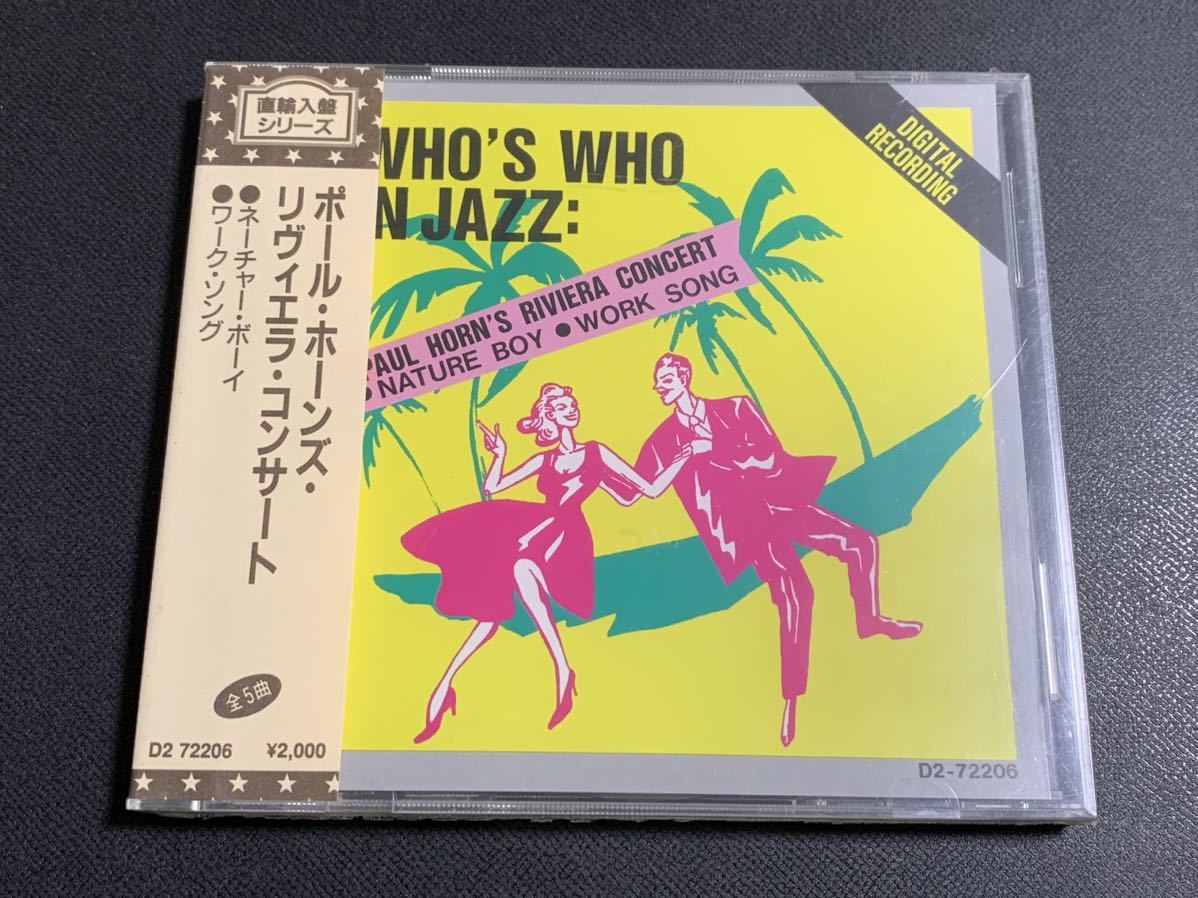 直輸入盤
シリーズ
ポール・ホーンズ・
リヴィエラ・コンサート
●ネーチャー・ボーイ
●ワーク・ソング
全5曲
D2 72206 ¥2,000
WHO'S WHO
IN JAZZ:
DIGITAL
RECORDING
PAUL HORN'S RIVIERA CONCERT
●NATURE BOY ● WORK SONG
D2-72206